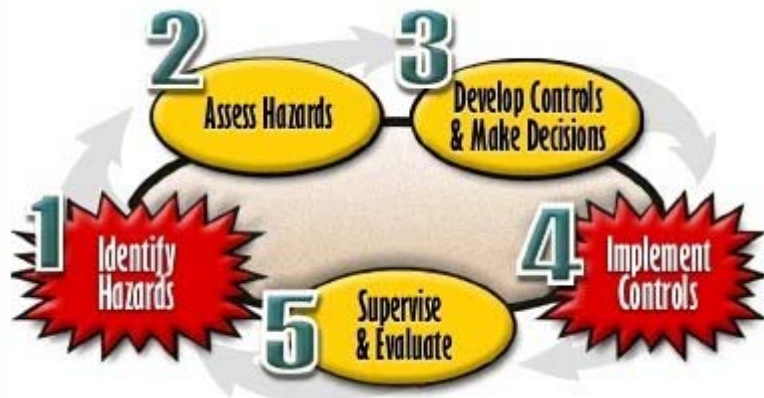 1
Identify
Hazards
2
Assess Hazards
3
Develop Controls
& Make Decisions
4
Implement
Controls
5
Supervise
& Evaluate